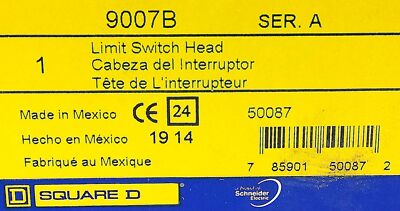 9007B SER. A
1
Limit Switch Head
Cabeza del Interruptor
Tête de L'interrupteur
Made in Mexico CE 24 50087
Hecho en México 19 14
Fabriqué au Mexique
7 85901 50087 2
D SQUARE D
Schneider
Electric